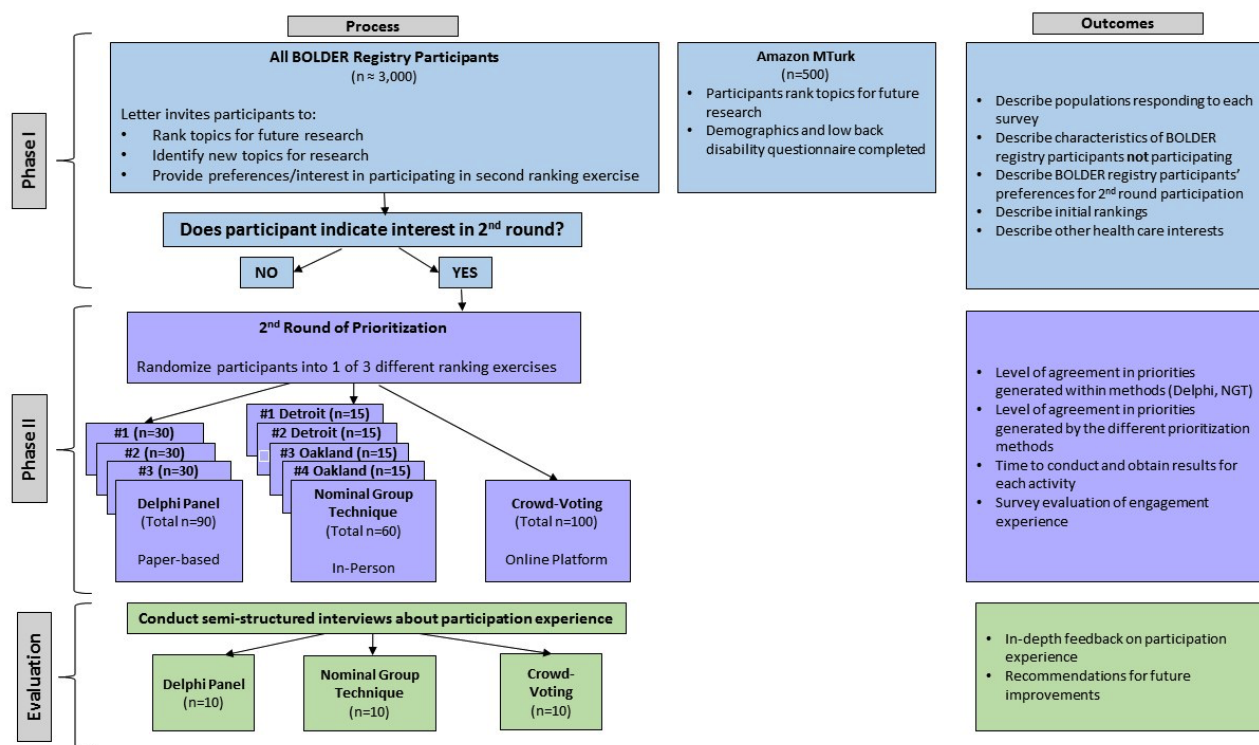 Process
Outcomes
Phase I
All BOLDER Registry Participants
(n ≈ 3,000)
Letter invites participants to:
• Rank topics for future research
• Identify new topics for research
• Provide preferences/interest in participating in second ranking exercise
Amazon MTurk
(n=500)
• Participants rank topics for future
research
• Demographics and low back
disability questionnaire completed
• Describe populations responding to each
survey
• Describe characteristics of BOLDER
registry participants not participating
• Describe BOLDER registry participants'
preferences for 2nd round participation
• Describe initial rankings
• Describe other health care interests
Does participant indicate interest in 2nd round?
NO
YES
Phase II
2nd Round of Prioritization
Randomize participants into 1 of 3 different ranking exercises
#1 (n=30)
#2 (n=30)
#3 (n=30)
Delphi Panel
(Total n=90)
Paper-based
#1 Detroit (n=15)
#2 Detroit (n=15)
#3 Oakland (n=15)
#4 Oakland (n=15)
Nominal Group
Technique
(Total n=60)
In-Person
Crowd-Voting
(Total n=100)
Online Platform
• Level of agreement in priorities
generated within methods (Delphi, NGT)
• Level of agreement in priorities
generated by the different prioritization
methods
• Time to conduct and obtain results for
each activity
• Survey evaluation of engagement
experience
Evaluation
Conduct semi-structured interviews about participation experience
Delphi Panel
(n=10)
Nominal Group
Technique
(n=10)
Crowd-
Voting
(n=10)
• In-depth feedback on participation
experience
• Recommendations for future
improvements